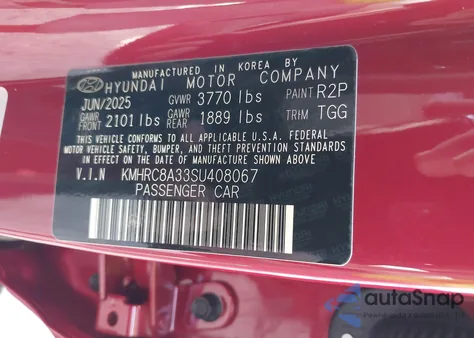 MANUFACTURED IN KOREA BY
HYUNDAI MOTOR COMPANY
JUN/2025 GVWR 3770 lbs PAINT R2P
GAWR FRONT 2101 lbs GAWR REAR 1889 lbs TRIM TGG
THIS VEHICLE CONFORMS TO ALL APPLICABLE U.S.A. FEDERAL
MOTOR VEHICLE SAFETY, BUMPER, AND THEFT PREVENTION
STANDARDS IN EFFECT ON THE DATE OF MANUFACTURE SHOWN ABOVE.
V.I.N KMHRC8A33SU408067
PASSENGER CAR
autoSnap